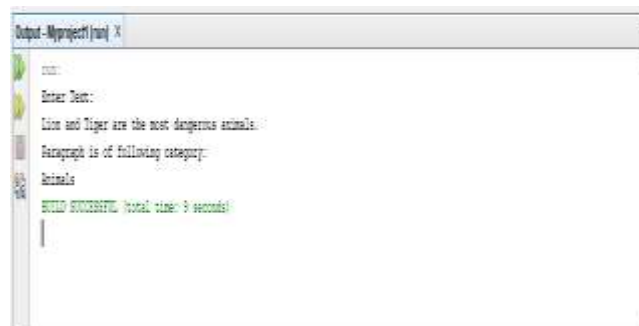 Output - Myproject1 (run) X
run:
Enter Text:
Lion and Tiger are the most dangerous animals.
Paragraph is of following category:
Animals
BUILD SUCCESSFUL (total time: 9 seconds)